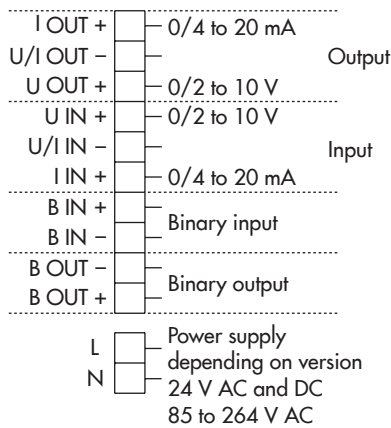 I OUT + 0/4 to 20 mA
U/I OUT – Output
U OUT + 0/2 to 10 V
U IN + 0/2 to 10 V
U/I IN – Input
I IN + 0/4 to 20 mA
B IN +
Binary input
B IN –
B OUT –
Binary output
B OUT +
L Power supply
depending on version
N 24 V AC and DC
85 to 264 V AC